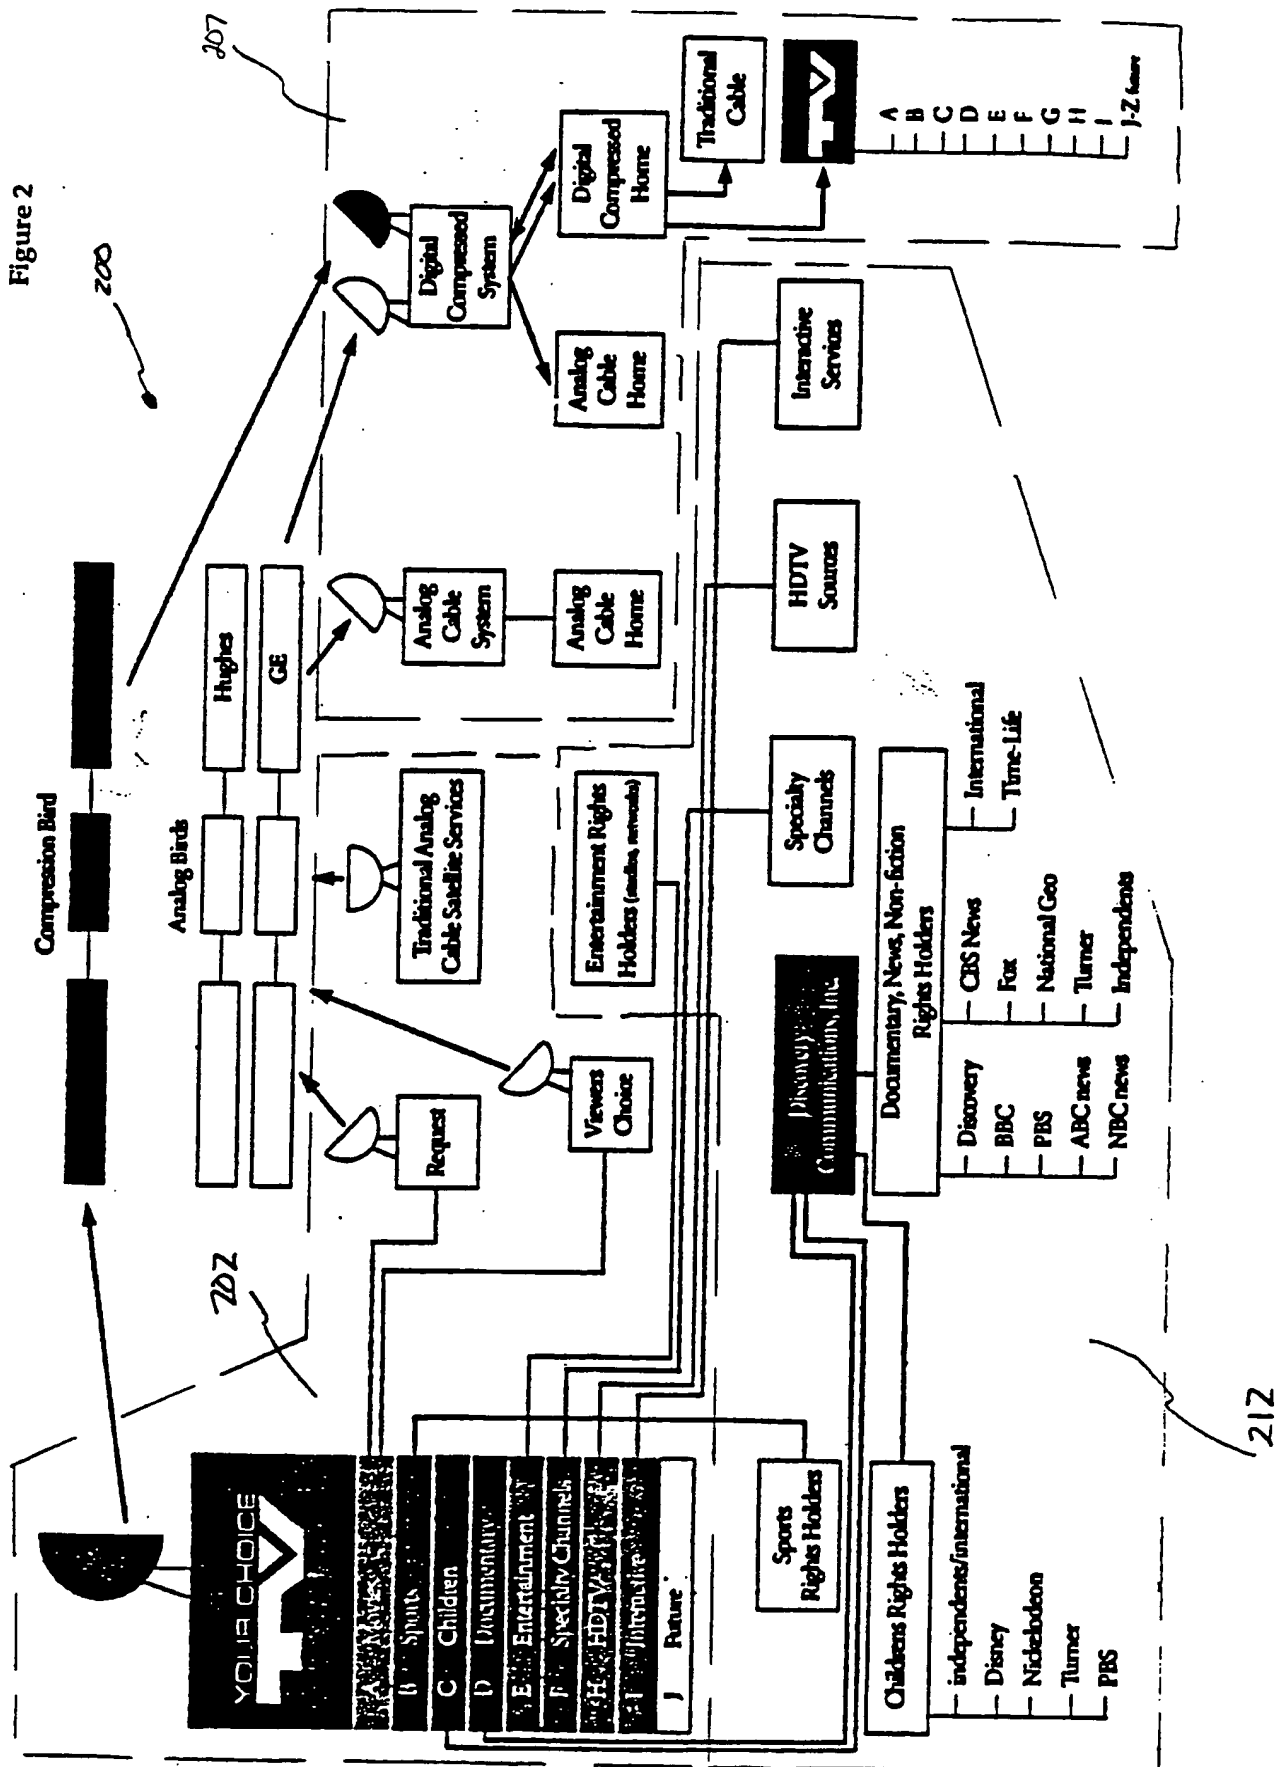 Figure 2
200
207
202
212
Compression Bird
Analog Birds
Hughes
GE
YOUR CHOICE
TV
A Movies
B Sports
C Children
D Documentary
E Entertainment
F Specialty Channels
HDTV
Interactive
J Future
Request
Viewers
Choice
Traditional Analog
Cable Satellite Services
Entertainment Rights
Holders (studios, networks)
Analog
Cable
System
Analog
Cable
Home
Digital
Compressed
System
Analog
Cable
Home
Digital
Compressed
Home
Traditional
Cable
TV
A
B
C
D
E
F
G
H
I
J-Z future
Sports
Rights Holders
Discovery
Communications, Inc.
Specialty
Channels
HDTV
Sources
Interactive
Services
Childrens Rights Holders
independents/international
Disney
Nickelodeon
Turner
PBS
Documentary, News, Non-fiction
Rights Holders
Discovery
BBC
PBS
ABC news
NBC news
CBS News
Fox
National Geo
Turner
Independents
International
Time-Life